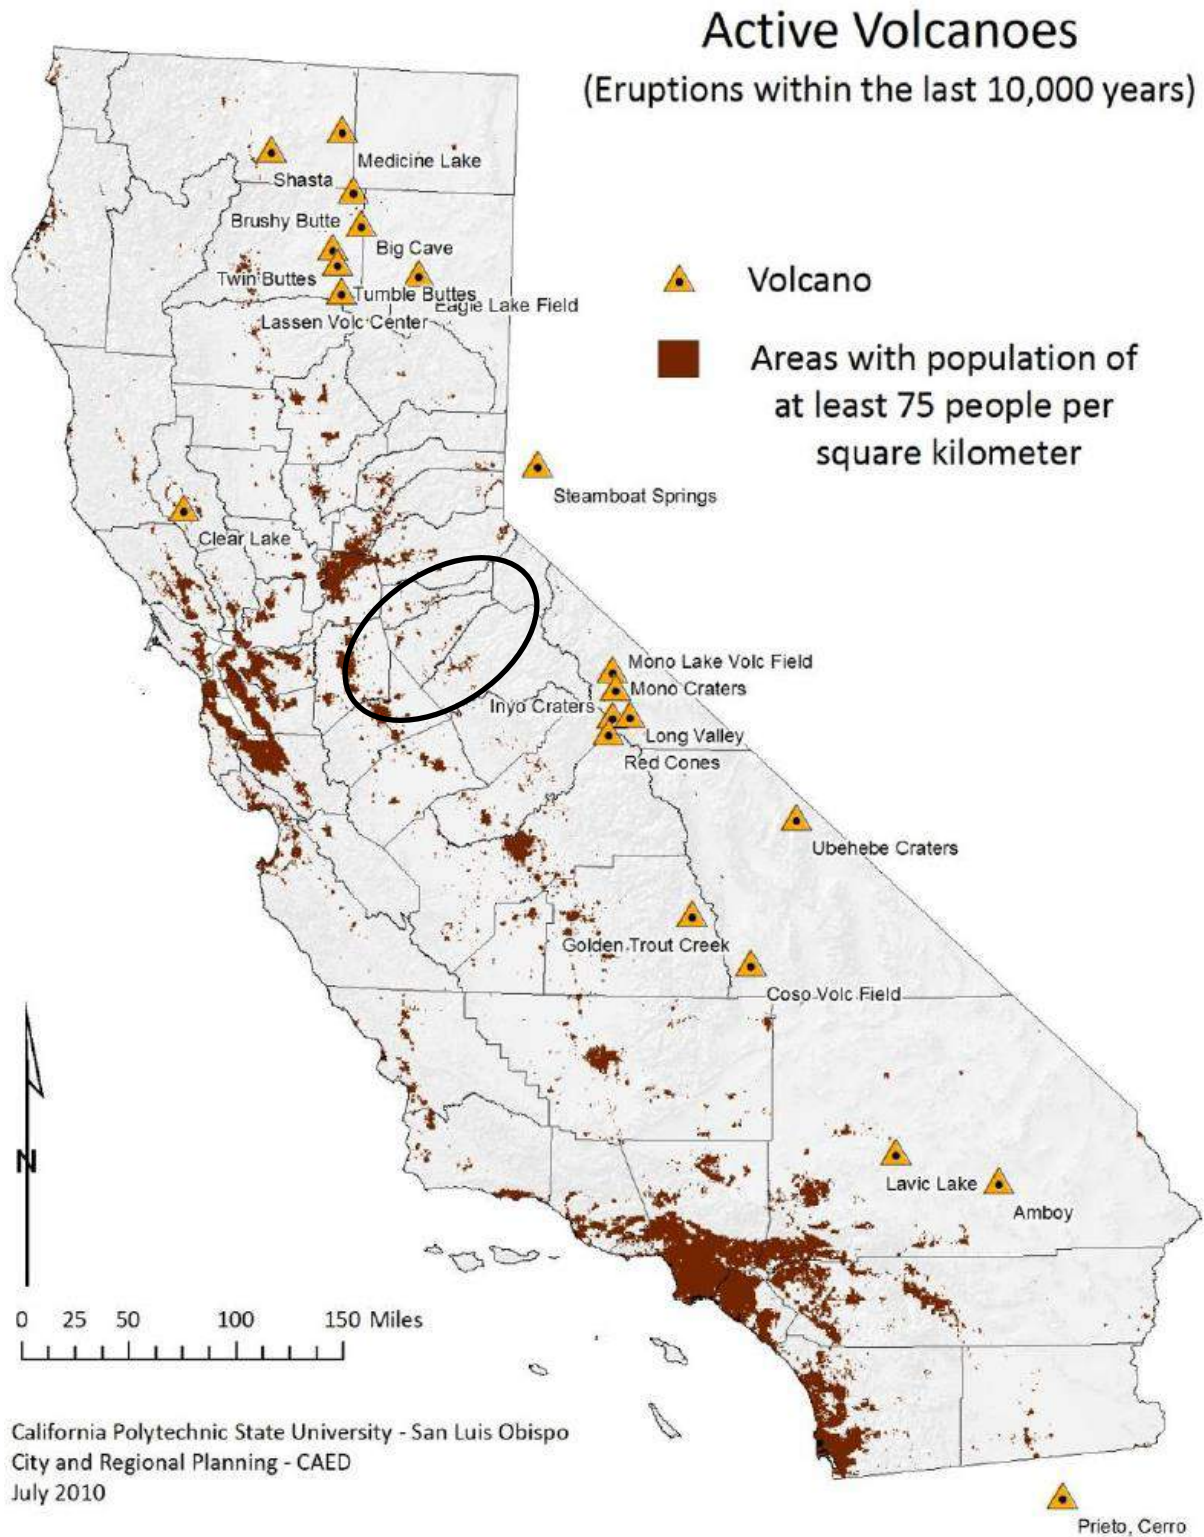 Active Volcanoes
(Eruptions within the last 10,000 years)
Medicine Lake
Shasta
Brushy Butte
Big Cave
Twin Buttes
Tumble Buttes
Eagle Lake Field
Lassen Volc Center
Volcano
Areas with population of
at least 75 people per
square kilometer
Steamboat Springs
Clear Lake
Mono Lake Volc Field
Mono Craters
Inyo Craters
Long Valley
Red Cones
Ubehebe Craters
Golden Trout Creek
Coso Volc Field
N
Lavic Lake
Amboy
0 25 50 100 150 Miles
California Polytechnic State University - San Luis Obispo
City and Regional Planning - CAED
July 2010
Prieto, Cerro